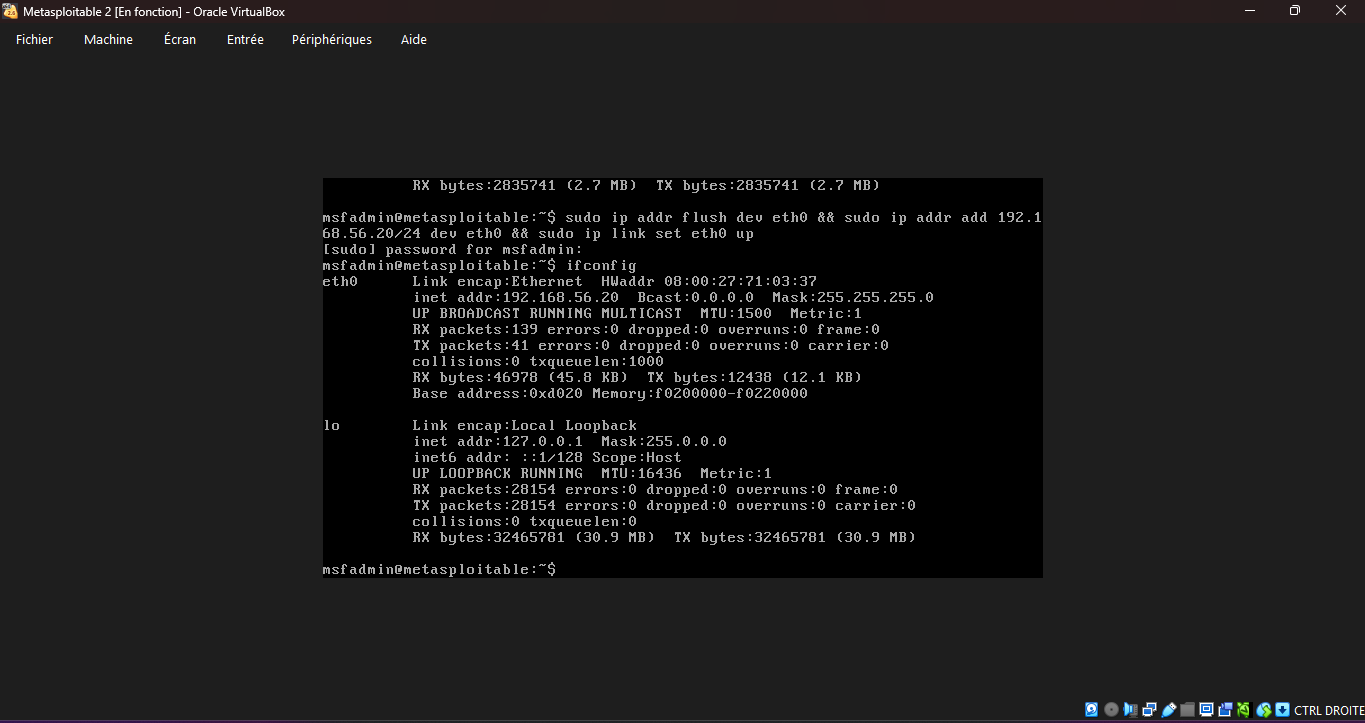 Metasploitable 2 [En fonction] - Oracle VirtualBox
Fichier Machine Écran Entrée Périphériques Aide
RX bytes:2835741 (2.7 MB)  TX bytes:2835741 (2.7 MB)
msfadmin@metasploitable:~$ sudo ip addr flush dev eth0 && sudo ip addr add 192.1
68.56.20/24 dev eth0 && sudo ip link set eth0 up
[sudo] password for msfadmin:
msfadmin@metasploitable:~$ ifconfig
eth0      Link encap:Ethernet  HWaddr 08:00:27:71:03:37
          inet addr:192.168.56.20  Bcast:0.0.0.0  Mask:255.255.255.0
          UP BROADCAST RUNNING MULTICAST  MTU:1500  Metric:1
          RX packets:139 errors:0 dropped:0 overruns:0 frame:0
          TX packets:41 errors:0 dropped:0 overruns:0 carrier:0
          collisions:0 txqueuelen:1000
          RX bytes:46978 (45.8 KB)  TX bytes:12438 (12.1 KB)
          Base address:0xd020 Memory:f0200000-f0220000
lo        Link encap:Local Loopback
          inet addr:127.0.0.1  Mask:255.0.0.0
          inet6 addr: ::1/128 Scope:Host
          UP LOOPBACK RUNNING  MTU:16436  Metric:1
          RX packets:28154 errors:0 dropped:0 overruns:0 frame:0
          TX packets:28154 errors:0 dropped:0 overruns:0 carrier:0
          collisions:0 txqueuelen:0
          RX bytes:32465781 (30.9 MB)  TX bytes:32465781 (30.9 MB)
msfadmin@metasploitable:~$
CTRL DROITE